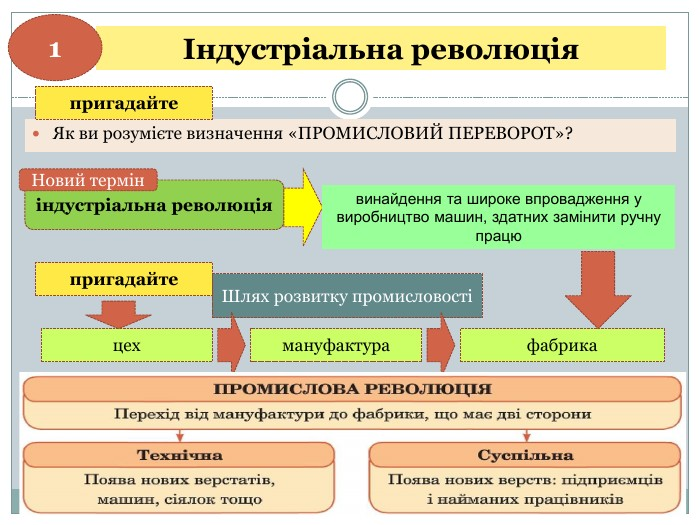 1
Індустріальна революція
пригадайте
Як ви розумієте визначення «ПРОМИСЛОВИЙ ПЕРЕВОРОТ»?
Новий термін
індустріальна революція
винайдення та широке впровадження у
виробництво машин, здатних замінити ручну
працю
пригадайте
Шлях розвитку промисловості
цех
мануфактура
фабрика
ПРОМИСЛОВА РЕВОЛЮЦІЯ
Перехід від мануфактури до фабрики, що має дві сторони
Технічна
Поява нових верстатів,
машин, сіялок тощо
Суспільна
Поява нових верств: підприємців
і найманих працівників